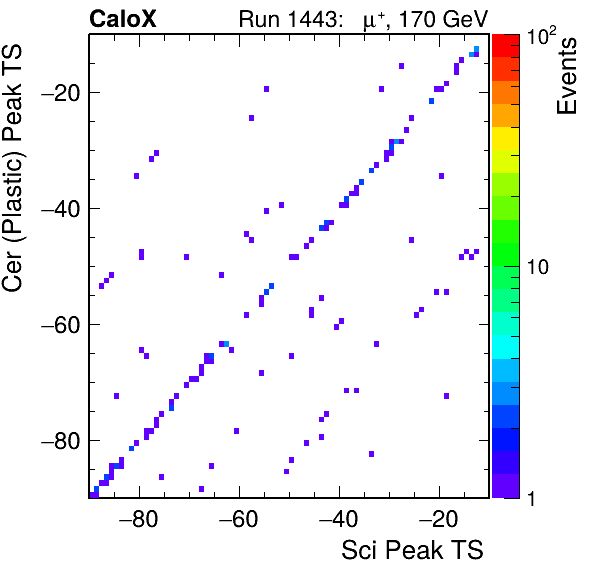 CaloX Run 1443: μ⁺, 170 GeV
Cer (Plastic) Peak TS
−20
−40
−60
−80
−80 −60 −40 −20
Sci Peak TS
10²
10
1
Events